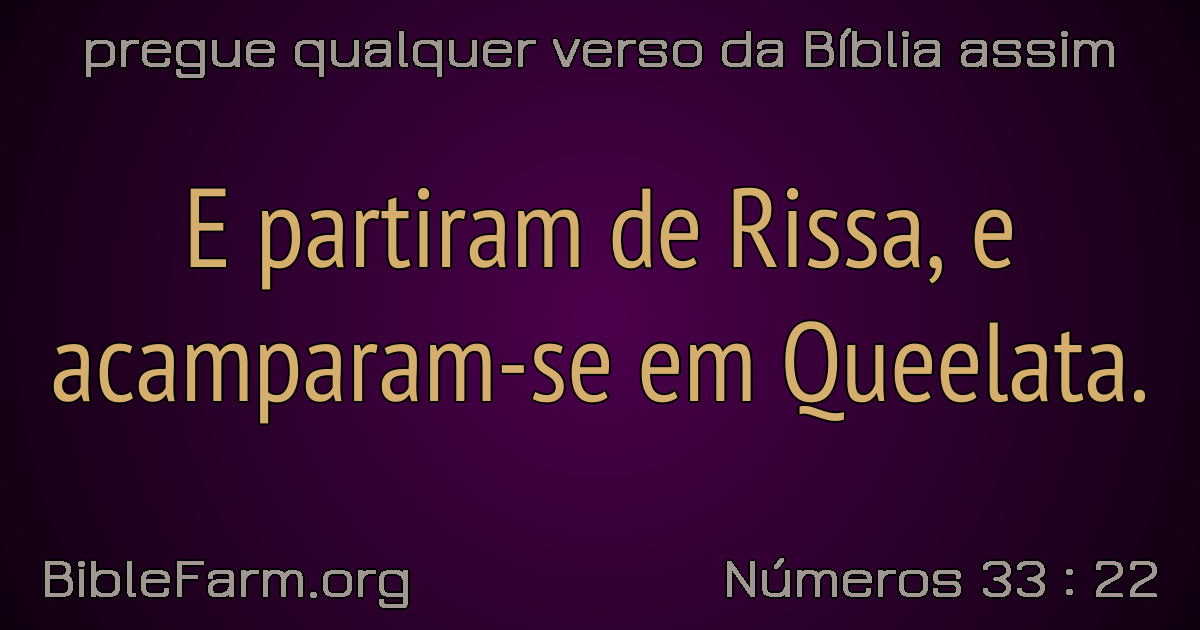 pregue qualquer verso da Bíblia assim
E partiram de Rissa, e
acamparam-se em Queelata.
BibleFarm.org
Números 33 : 22